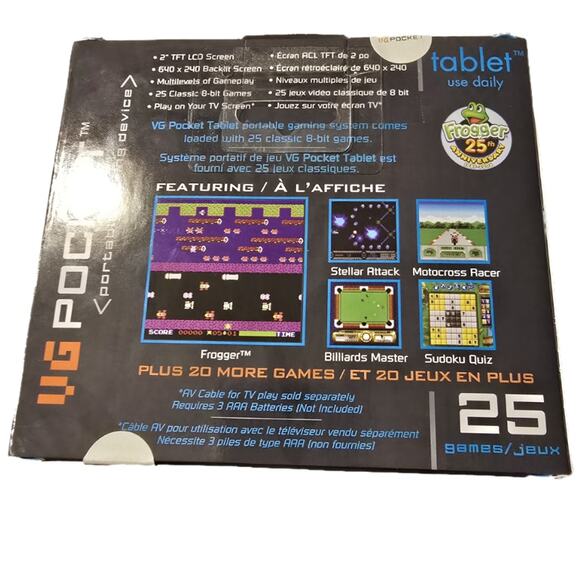 VG POCKET
tablet™
use daily
• 2" TFT LCD Screen
• 640 x 240 Backlit Screen
• Multilevels of Gameplay
• 25 Classic 8-bit Games
• Play on Your TV Screen*
• Écran ACL TFT de 2 po
• Écran rétroéclairé de 640 x 240
• Niveaux multiples de jeu
• 25 jeux vidéo classique de 8 bit
• Jouez sur votre écran TV*
VG Pocket Tablet portable gaming system comes
loaded with 25 classic 8-bit games.
Système portatif de jeu VG Pocket Tablet est
fourni avec 25 jeux classiques.
Frogger
25th
ANNIVERSARY
FEATURING / À L'AFFICHE
SCORE 00000
TIME
Frogger™
Stellar Attack
Motocross Racer
Billiards Master
Sudoku Quiz
PLUS 20 MORE GAMES / ET 20 JEUX EN PLUS
*AV Cable for TV play sold separately
Requires 3 AAA Batteries (Not Included)
*Câble AV pour utilisation avec le téléviseur vendu séparément
Nécessite 3 piles de type AAA (non fournies)
25
games/jeux
VG POCKET™